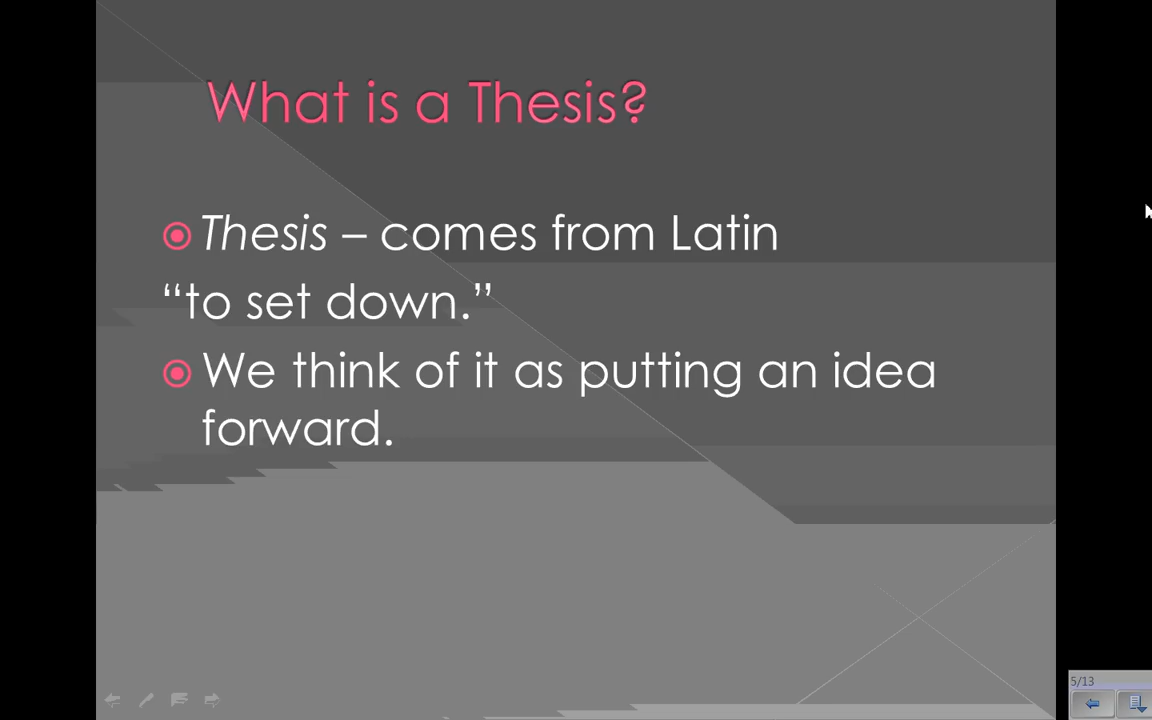 What is a Thesis?
Thesis – comes from Latin
“to set down.”
We think of it as putting an idea
forward.
5/13